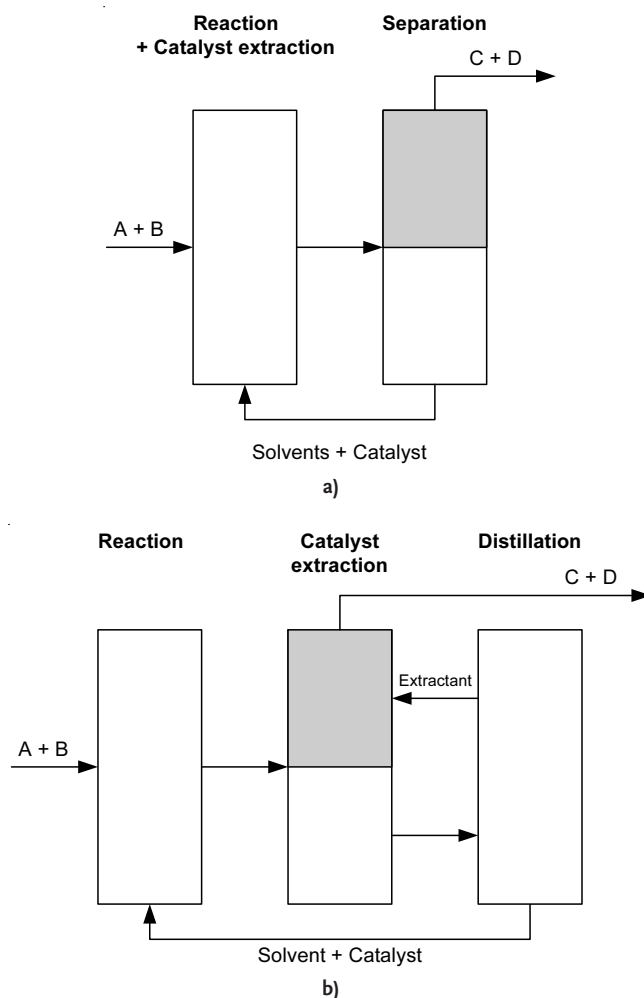 Reaction
+ Catalyst extraction
Separation
C + D
A + B
Solvents + Catalyst
a)
Reaction
Catalyst
extraction
Distillation
C + D
Extractant
A + B
Solvent + Catalyst
b)